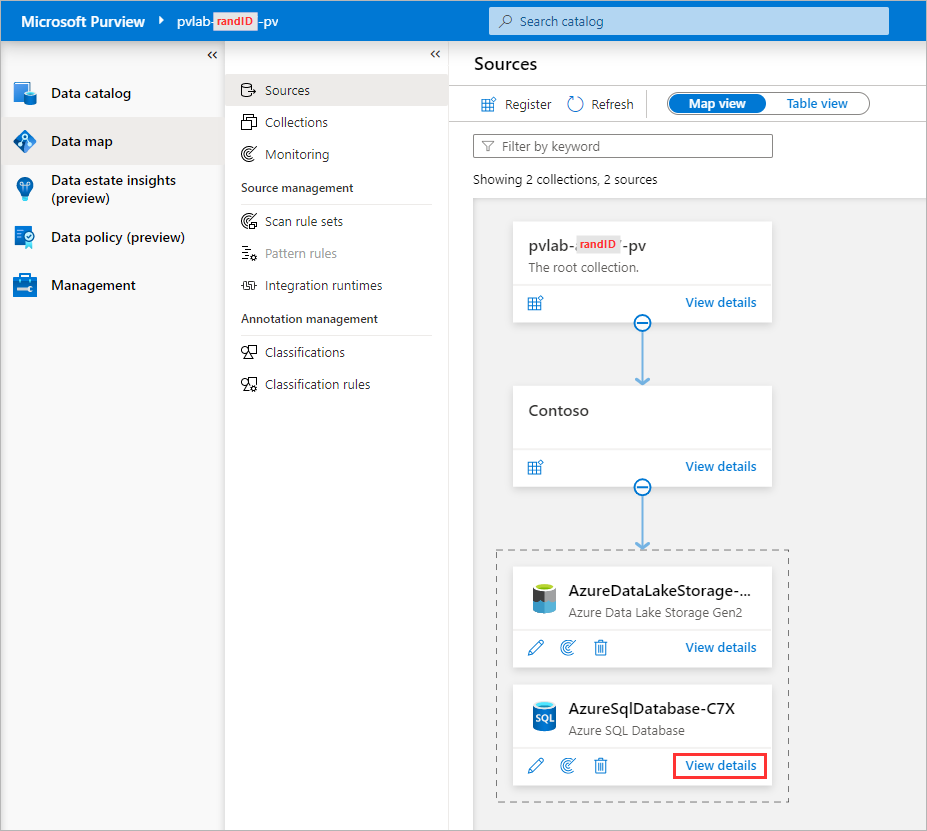 Microsoft Purview pvlab-randID-pv
Search catalog
Data catalog
Data map
Data estate insights
(preview)
Data policy (preview)
Management
Sources
Collections
Monitoring
Source management
Scan rule sets
Pattern rules
Integration runtimes
Annotation management
Classifications
Classification rules
Sources
Register Refresh Map view Table view
Filter by keyword
Showing 2 collections, 2 sources
pvlab-randID-pv
The root collection.
View details
Contoso
View details
AzureDataLakeStorage-...
Azure Data Lake Storage Gen2
View details
SQL
AzureSqlDatabase-C7X
Azure SQL Database
View details